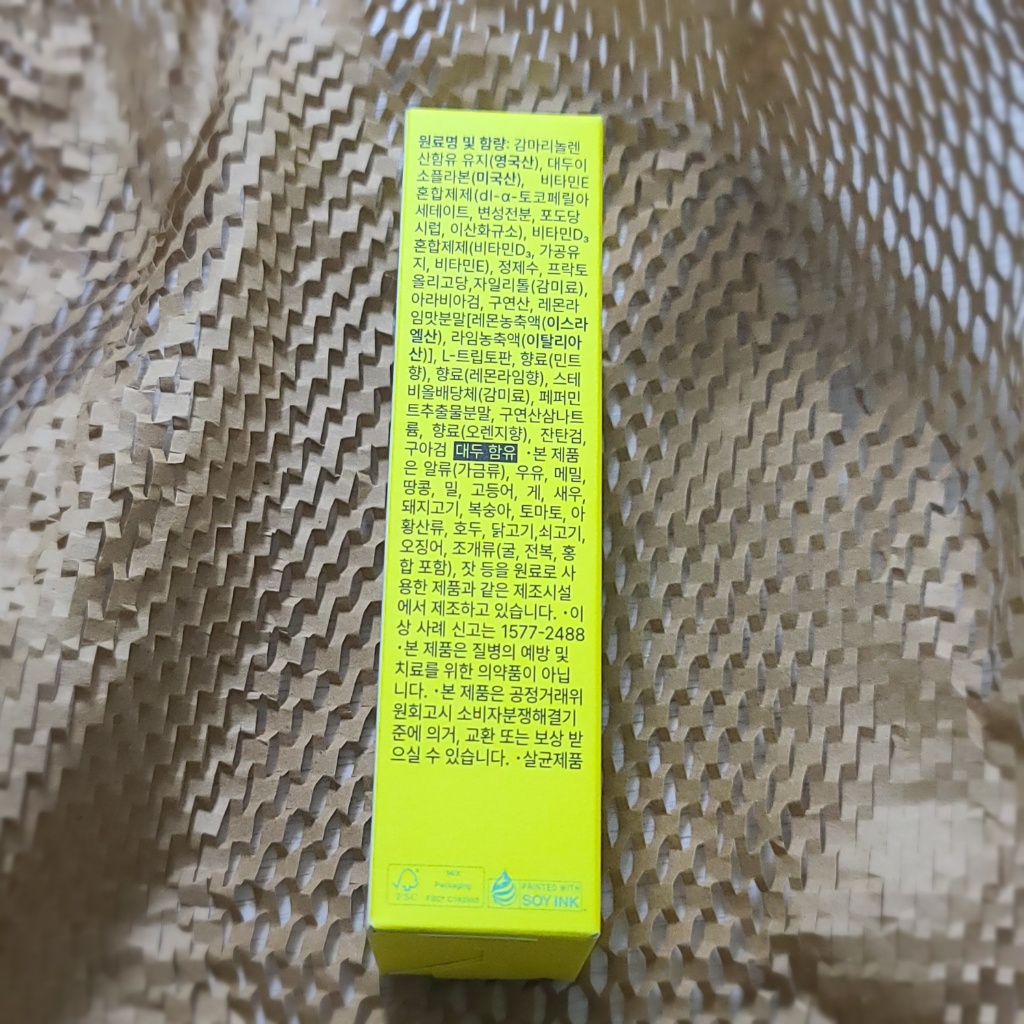 원료명 및 함량: 감마리놀렌
산함유 유지(영국산), 대두이
소플라본(미국산), 비타민E
혼합제제(dl-α-토코페릴아
세테이트, 변성전분, 포도당
시럽, 이산화규소), 비타민D₃
혼합제제(비타민D₃, 가공유
지, 비타민E), 정제수, 프락토
올리고당,자일리톨(감미료),
아라비아검, 구연산, 레몬라
임맛분말[레몬농축액(이스라
엘산), 라임농축액(이탈리아
산)], L-트립토판, 향료(민트
향), 향료(레몬라임향), 스테
비올배당체(감미료), 페퍼민
트추출물분말, 구연산삼나트
륨, 향료(오렌지향), 잔탄검,
구아검 대두 함유 ·본 제품
은 알류(가금류), 우유, 메밀,
땅콩, 밀, 고등어, 게, 새우,
돼지고기, 복숭아, 토마토, 아
황산류, 호두, 닭고기,쇠고기,
오징어, 조개류(굴, 전복, 홍
합 포함), 잣 등을 원료로 사
용한 제품과 같은 제조시설
에서 제조하고 있습니다. ·이
상 사례 신고는 1577-2488
·본 제품은 질병의 예방 및
치료를 위한 의약품이 아닙
니다. ·본 제품은 공정거래위
원회고시 소비자분쟁해결기
준에 의거, 교환 또는 보상 받
으실 수 있습니다. ·살균제품
FSC
MIX
Packaging
PRINTED WITH
SOY INK